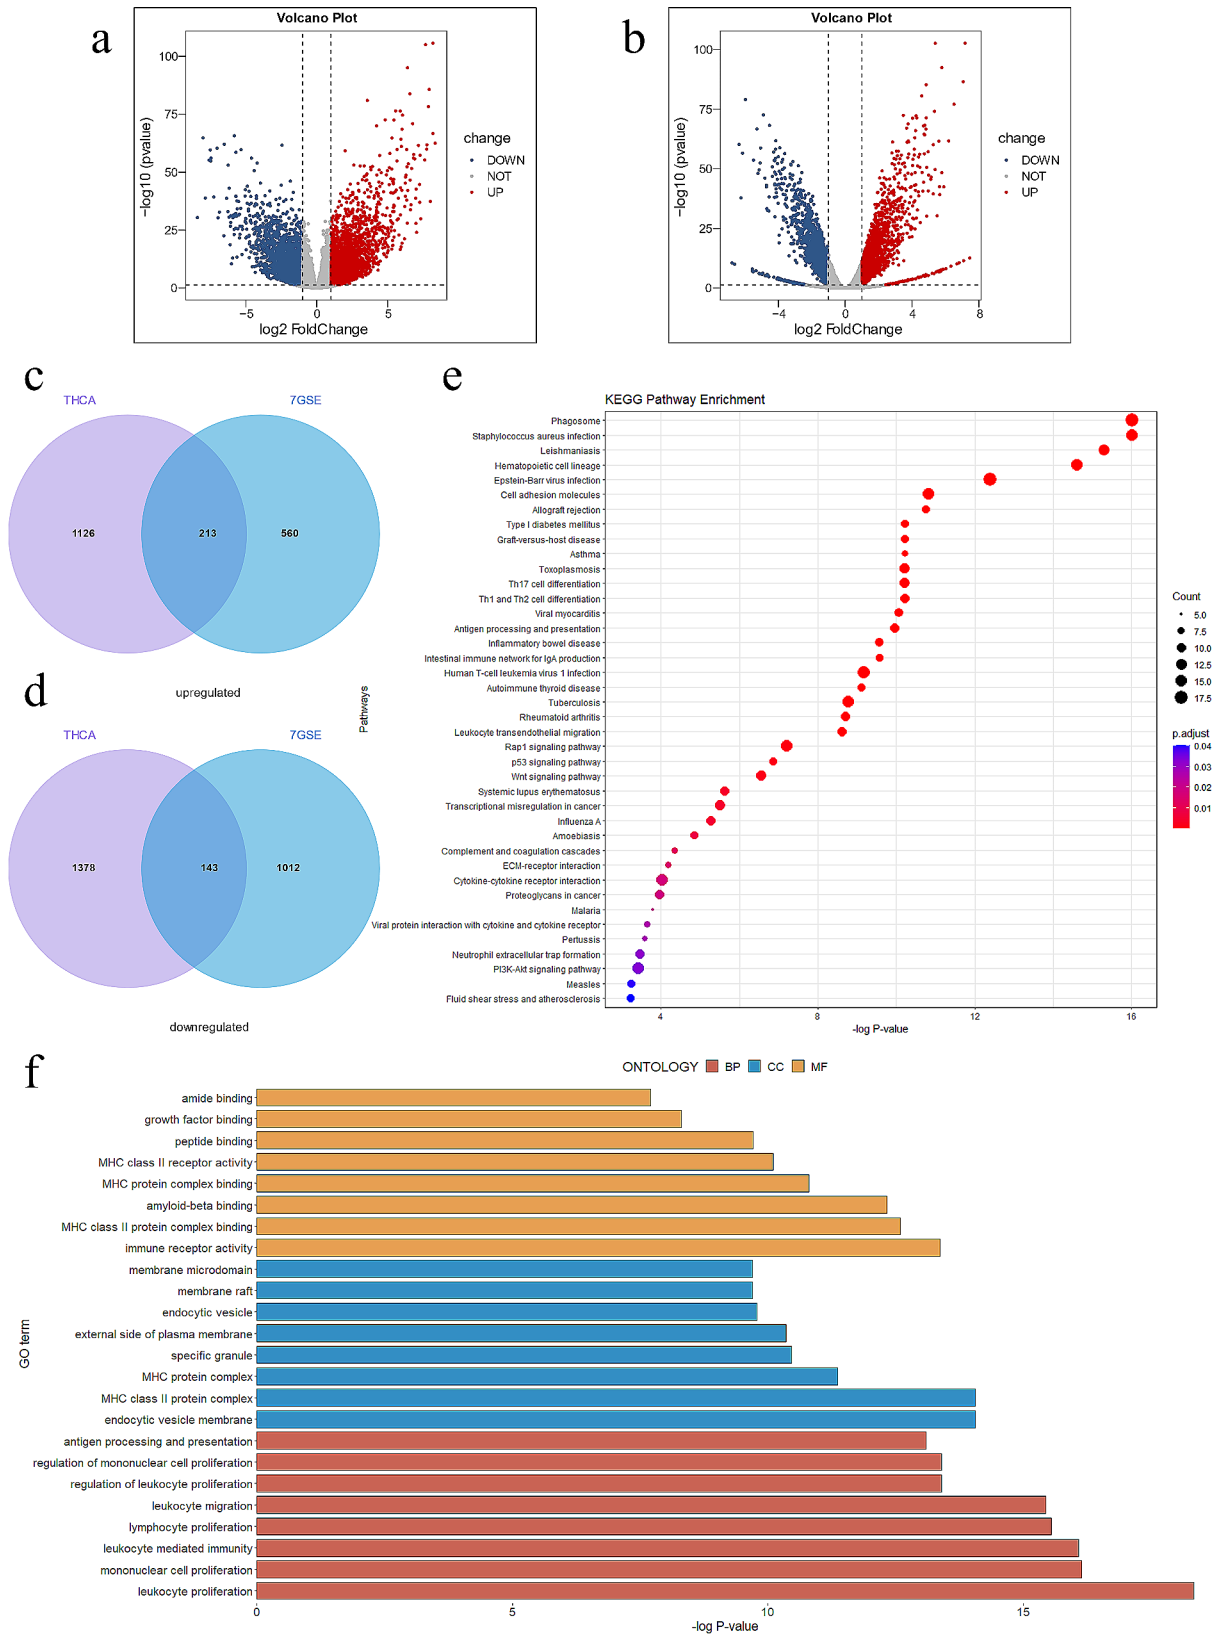 a
Volcano Plot
100
75
50
25
0
−5
0
5
−log10 (pvalue)
log2 FoldChange
change
DOWN
NOT
UP
b
Volcano Plot
100
75
50
25
0
−4
0
4
8
−log10 (pvalue)
log2 FoldChange
change
DOWN
NOT
UP
c
THCA
7GSE
1126
213
560
upregulated
d
THCA
7GSE
1378
143
1012
downregulated
e
KEGG Pathway Enrichment
Pathways
Phagosome
Staphylococcus aureus infection
Leishmaniasis
Hematopoietic cell lineage
Epstein-Barr virus infection
Cell adhesion molecules
Allograft rejection
Type I diabetes mellitus
Graft-versus-host disease
Asthma
Toxoplasmosis
Th17 cell differentiation
Th1 and Th2 cell differentiation
Viral myocarditis
Antigen processing and presentation
Inflammatory bowel disease
Intestinal immune network for IgA production
Human T-cell leukemia virus 1 infection
Autoimmune thyroid disease
Tuberculosis
Rheumatoid arthritis
Leukocyte transendothelial migration
Rap1 signaling pathway
p53 signaling pathway
Wnt signaling pathway
Systemic lupus erythematosus
Transcriptional misregulation in cancer
Influenza A
Amoebiasis
Complement and coagulation cascades
ECM-receptor interaction
Cytokine-cytokine receptor interaction
Proteoglycans in cancer
Malaria
Viral protein interaction with cytokine and cytokine receptor
Pertussis
Neutrophil extracellular trap formation
PI3K-Akt signaling pathway
Measles
Fluid shear stress and atherosclerosis
4
8
12
16
-log P-value
Count
5.0
7.5
10.0
12.5
15.0
17.5
p.adjust
0.04
0.03
0.02
0.01
f
ONTOLOGY
BP
CC
MF
GO term
amide binding
growth factor binding
peptide binding
MHC class II receptor activity
MHC protein complex binding
amyloid-beta binding
MHC class II protein complex binding
immune receptor activity
membrane microdomain
membrane raft
endocytic vesicle
external side of plasma membrane
specific granule
MHC protein complex
MHC class II protein complex
endocytic vesicle membrane
antigen processing and presentation
regulation of mononuclear cell proliferation
regulation of leukocyte proliferation
leukocyte migration
lymphocyte proliferation
leukocyte mediated immunity
mononuclear cell proliferation
leukocyte proliferation
0
5
10
15
-log P-value